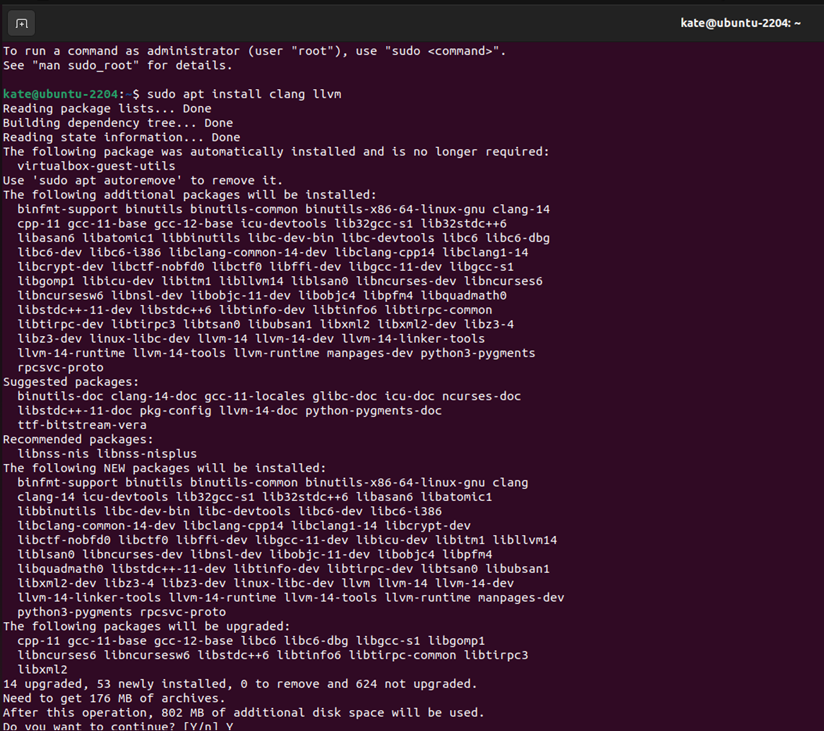 kate@ubuntu-2204: ~
To run a command as administrator (user "root"), use "sudo <command>".
See "man sudo_root" for details.
kate@ubuntu-2204:~$ sudo apt install clang llvm
Reading package lists... Done
Building dependency tree... Done
Reading state information... Done
The following package was automatically installed and is no longer required:
virtualbox-guest-utils
Use 'sudo apt autoremove' to remove it.
The following additional packages will be installed:
binfmt-support binutils binutils-common binutils-x86-64-linux-gnu clang-14
cpp-11 gcc-11-base gcc-12-base icu-devtools lib32gcc-s1 lib32stdc++6
libasan6 libatomic1 libbinutils libc-dev-bin libc-devtools libc6 libc6-dbg
libc6-dev libc6-i386 libclang-common-14-dev libclang-cpp14 libclang1-14
libcrypt-dev libctf-nobfd0 libctf0 libffi-dev libgcc-11-dev libgcc-s1
libgomp1 libicu-dev libitm1 libllvm14 liblsan0 libncurses-dev libncurses6
libncursesw6 libnsl-dev libobjc-11-dev libobjc4 libpfm4 libquadmath0
libstdc++-11-dev libstdc++6 libtinfo-dev libtinfo6 libtirpc-common
libtirpc-dev libtirpc3 libtsan0 libubsan1 libxml2 libxml2-dev libz3-4
libz3-dev linux-libc-dev llvm-14 llvm-14-dev llvm-14-linker-tools
llvm-14-runtime llvm-14-tools llvm-runtime manpages-dev python3-pygments
rpcsvc-proto
Suggested packages:
binutils-doc clang-14-doc gcc-11-locales glibc-doc icu-doc ncurses-doc
libstdc++-11-doc pkg-config llvm-14-doc python-pygments-doc
ttf-bitstream-vera
Recommended packages:
libnss-nis libnss-nisplus
The following NEW packages will be installed:
binfmt-support binutils binutils-common binutils-x86-64-linux-gnu clang
clang-14 icu-devtools lib32gcc-s1 lib32stdc++6 libasan6 libatomic1
libbinutils libc-dev-bin libc-devtools libc6-dev libc6-i386
libclang-common-14-dev libclang-cpp14 libclang1-14 libcrypt-dev
libctf-nobfd0 libctf0 libffi-dev libgcc-11-dev libicu-dev libitm1 libllvm14
liblsan0 libncurses-dev libnsl-dev libobjc-11-dev libobjc4 libpfm4
libquadmath0 libstdc++-11-dev libtinfo-dev libtirpc-dev libtsan0 libubsan1
libxml2-dev libz3-4 libz3-dev linux-libc-dev llvm llvm-14 llvm-14-dev
llvm-14-linker-tools llvm-14-runtime llvm-14-tools llvm-runtime manpages-dev
python3-pygments rpcsvc-proto
The following packages will be upgraded:
cpp-11 gcc-11-base gcc-12-base libc6 libc6-dbg libgcc-s1 libgomp1
libncurses6 libncursesw6 libstdc++6 libtinfo6 libtirpc-common libtirpc3
libxml2
14 upgraded, 53 newly installed, 0 to remove and 624 not upgraded.
Need to get 176 MB of archives.
After this operation, 802 MB of additional disk space will be used.
Do you want to continue? [Y/n] Y